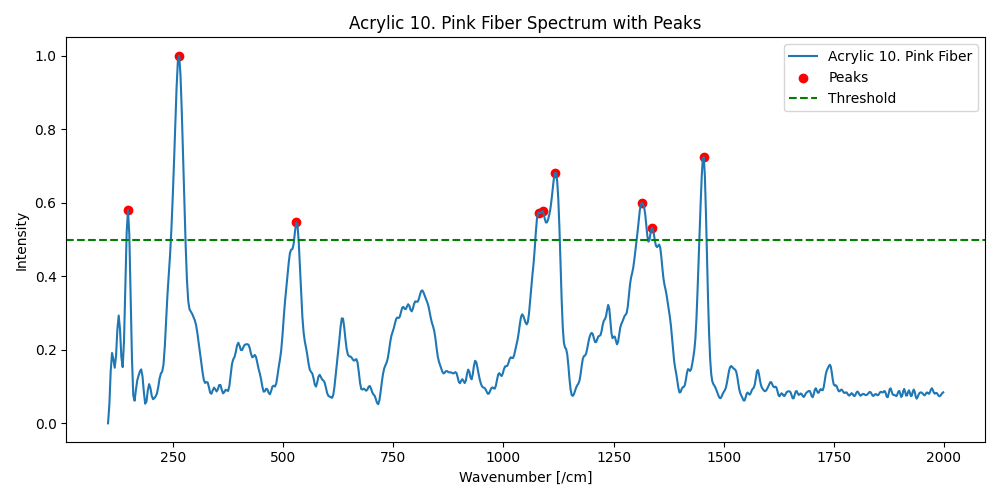 Acrylic 10. Pink Fiber Spectrum with Peaks
Acrylic 10. Pink Fiber
Peaks
Threshold
Intensity
1.0
0.8
0.6
0.4
0.2
0.0
250 500 750 1000 1250 1500 1750 2000
Wavenumber [/cm]